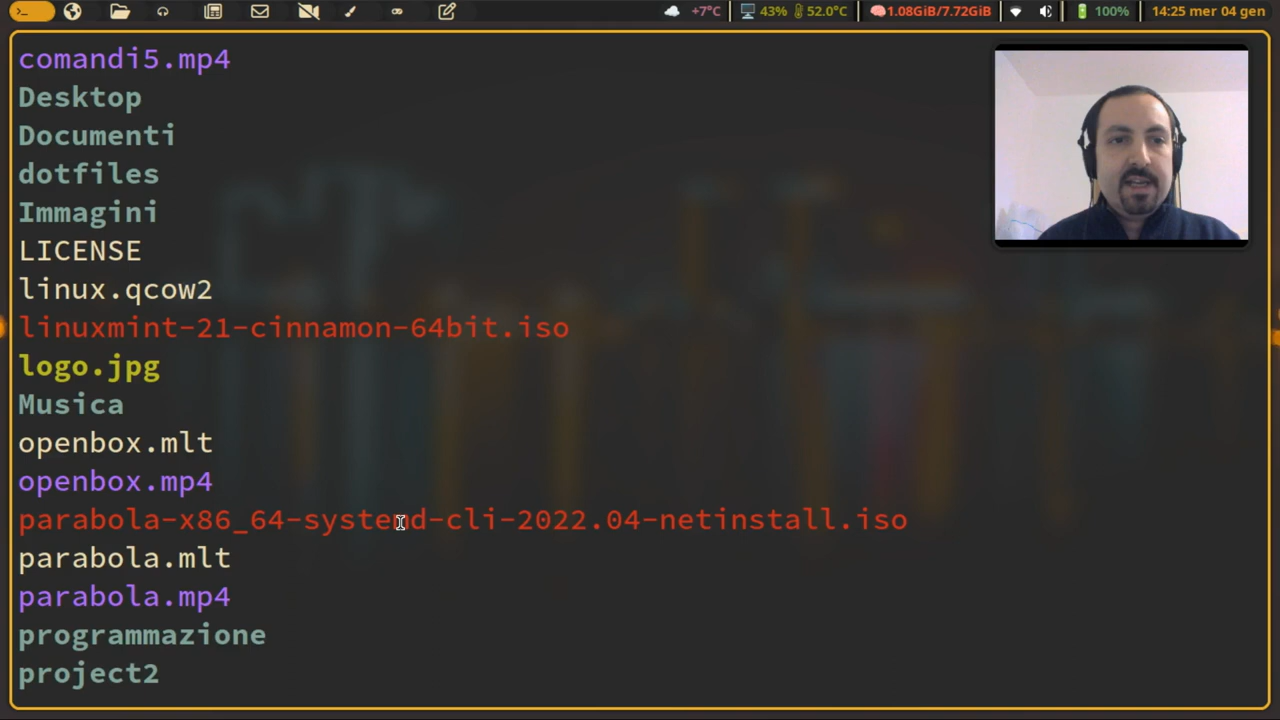 +7°C 43% 52.0°C 1.08GiB/7.72GiB 100% 14:25 mer 04 gen
comandi5.mp4
Desktop
Documenti
dotfiles
Immagini
LICENSE
linux.qcow2
linuxmint-21-cinnamon-64bit.iso
logo.jpg
Musica
openbox.mlt
openbox.mp4
parabola-x86_64-systemd-cli-2022.04-netinstall.iso
parabola.mlt
parabola.mp4
programmazione
project2